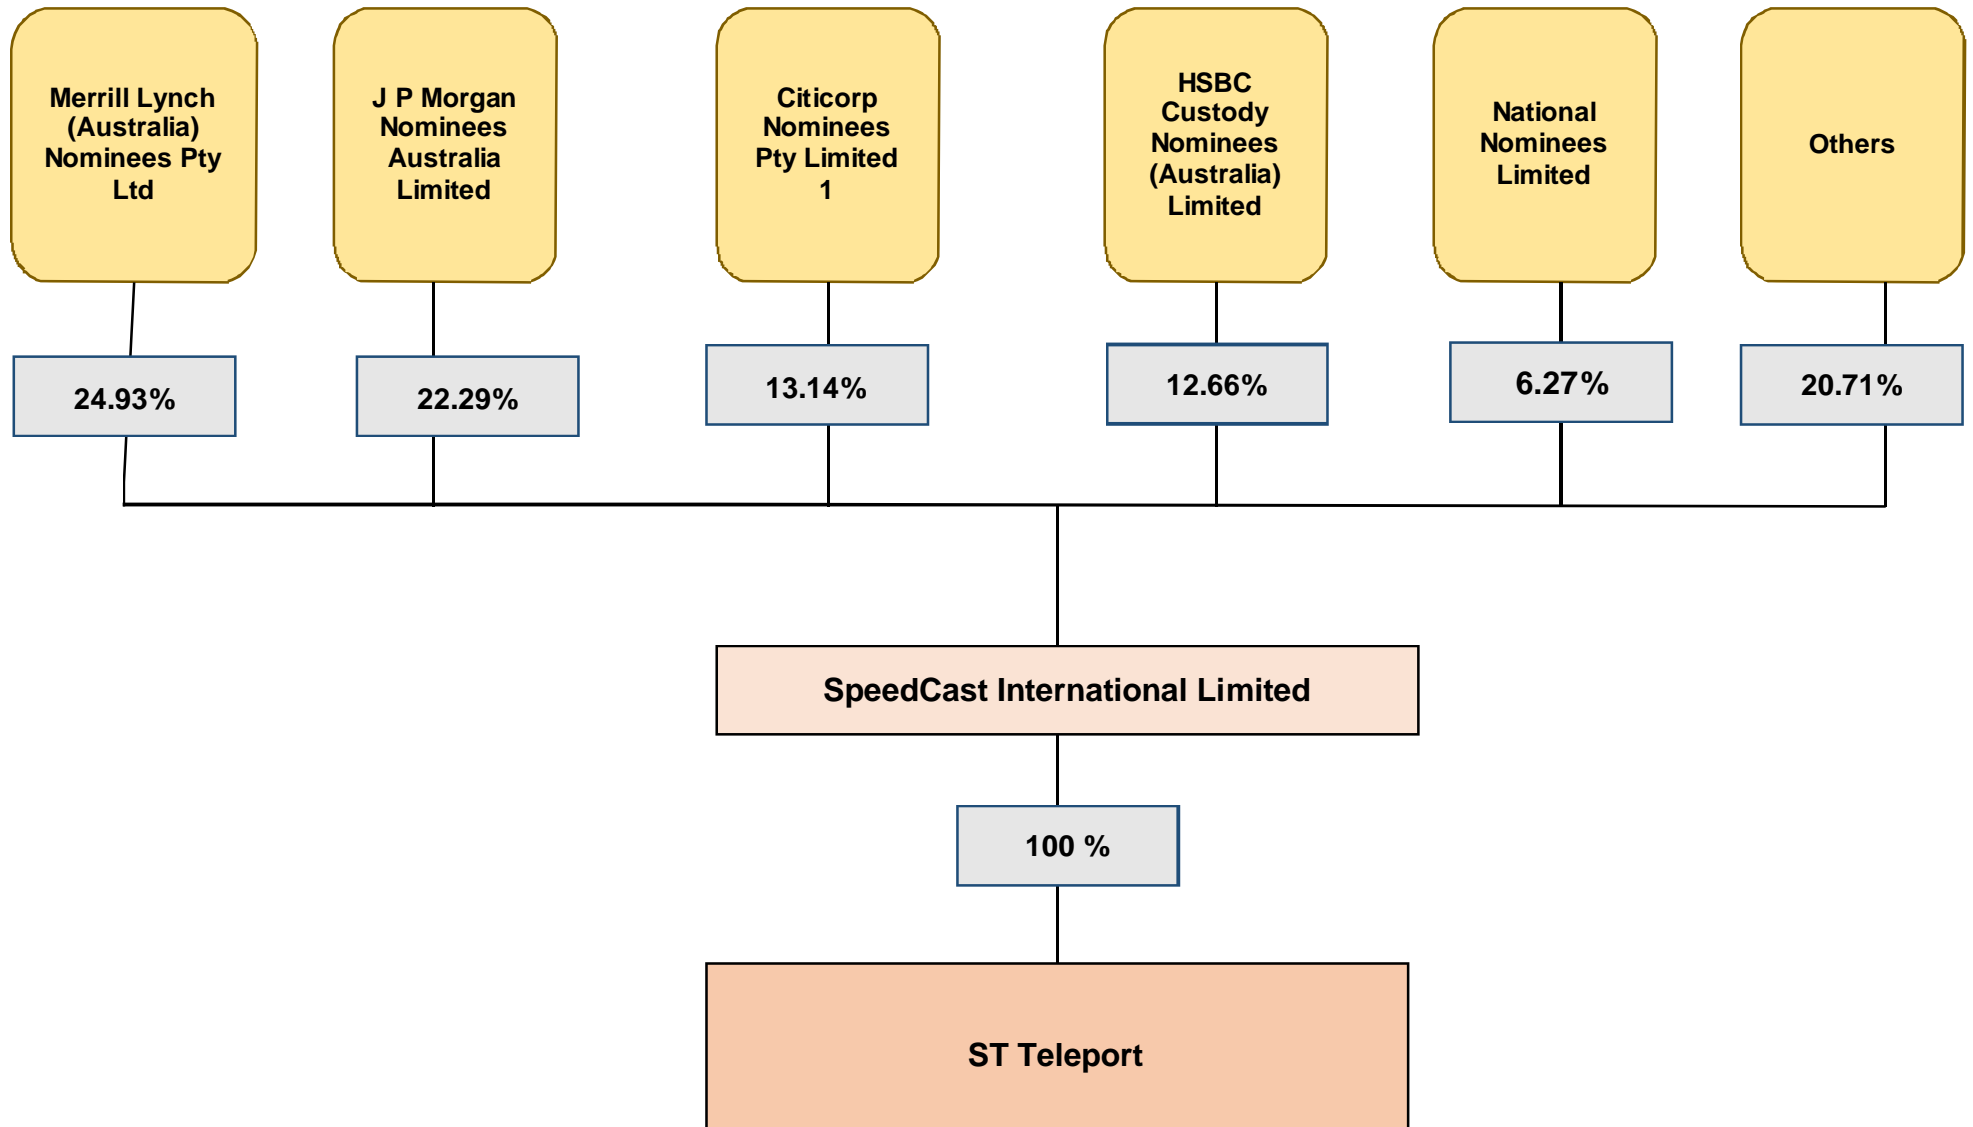 Merrill Lynch
(Australia)
Nominees Pty
Ltd
J P Morgan
Nominees
Australia
Limited
Citicorp
Nominees
Pty Limited
1
HSBC
Custody
Nominees
(Australia)
Limited
National
Nominees
Limited
Others
24.93%
22.29%
13.14%
12.66%
6.27%
20.71%
SpeedCast International Limited
100 %
ST Teleport